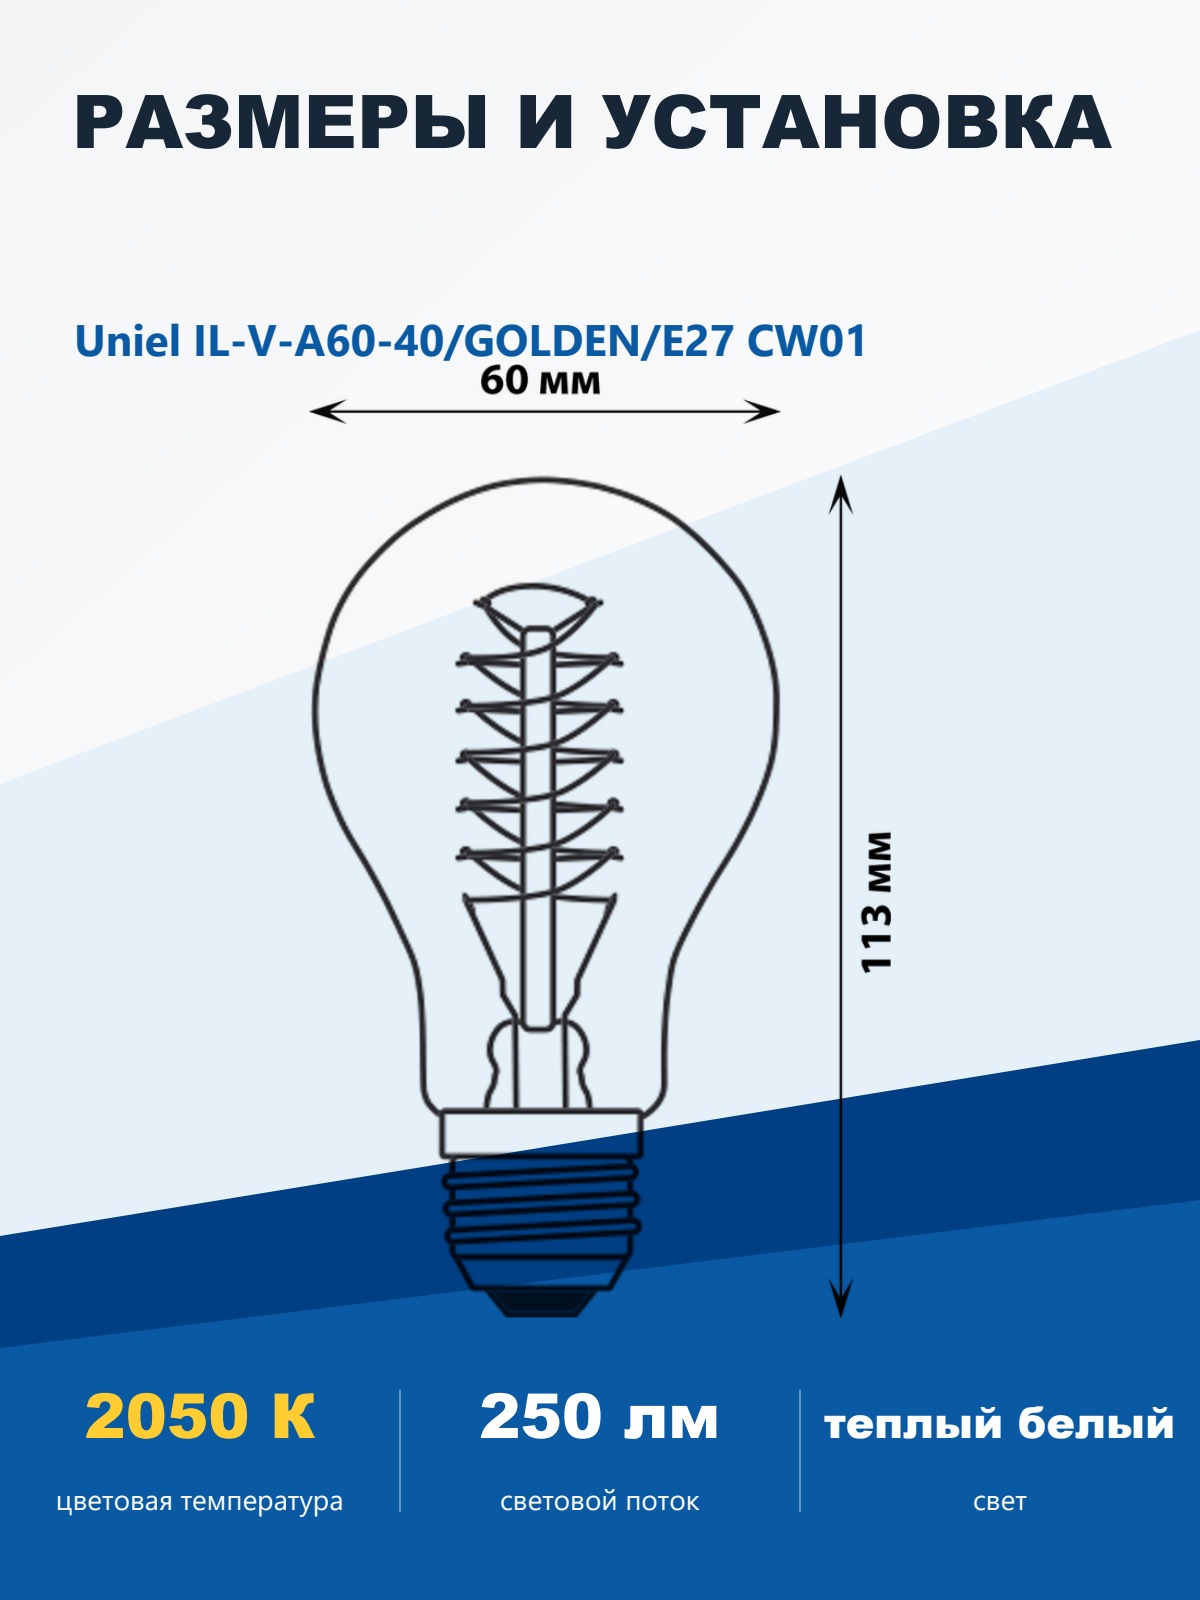 РАЗМЕРЫ И УСТАНОВКА
Uniel IL-V-A60-40/GOLDEN/E27 CW01
60 мм
113 мм
2050 К
250 лм
теплый белый
цветовая температура
световой поток
свет